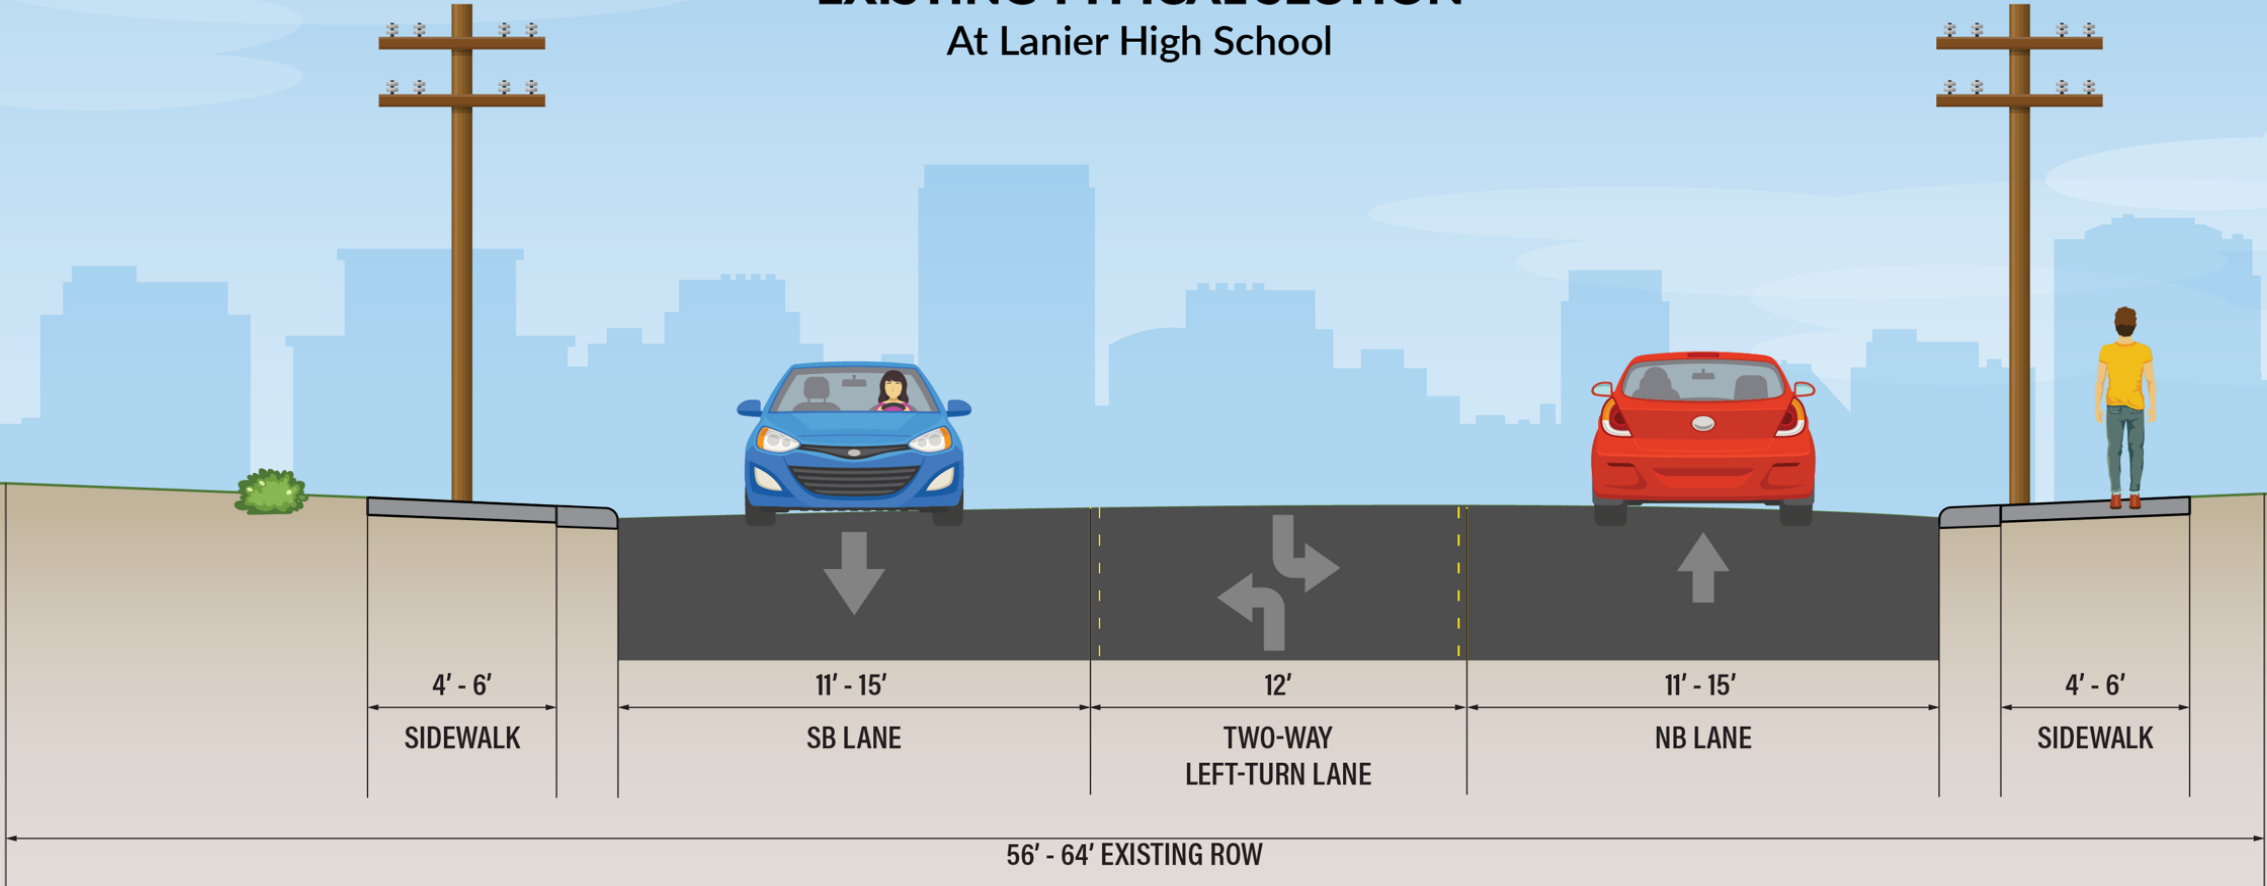 At Lanier High School
4' - 6'
11' - 15'
12'
11' - 15'
4' - 6'
SIDEWALK
SB LANE
TWO-WAY
LEFT-TURN LANE
NB LANE
SIDEWALK
56' - 64' EXISTING ROW